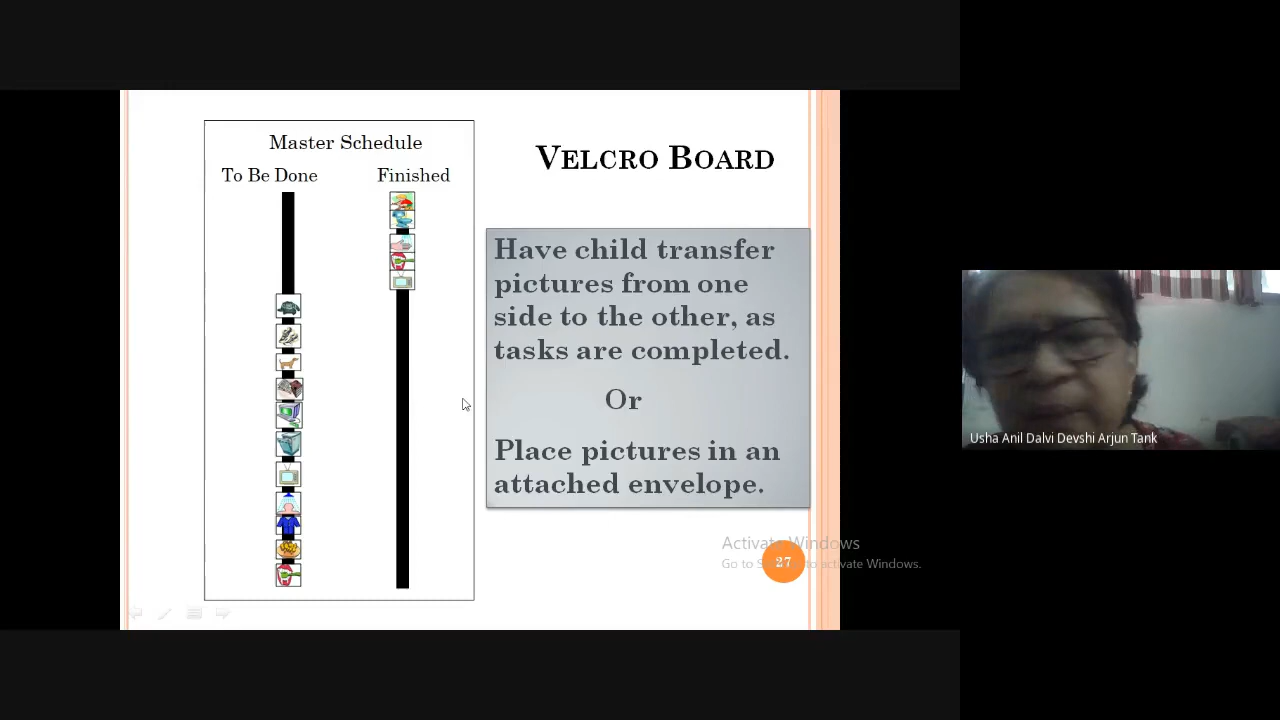 Master Schedule
To Be Done
Finished
VELCRO BOARD
Have child transfer
pictures from one
side to the other, as
tasks are completed.
Or
Place pictures in an
attached envelope.
Activate Windows
Go to S to activate Windows.
27
Usha Anil Dalvi Devshi Arjun Tank